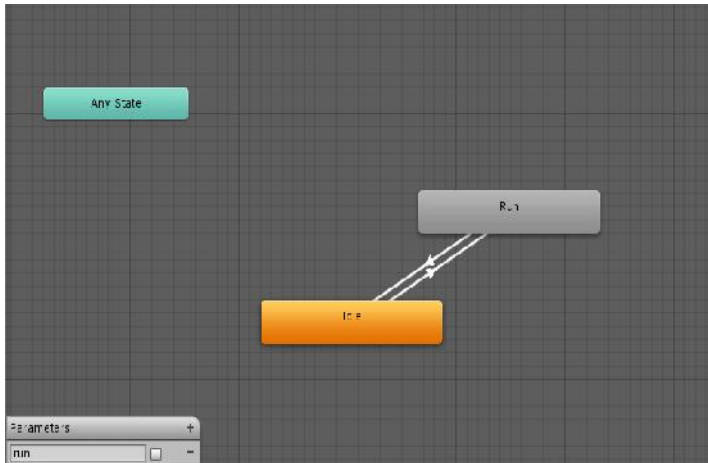 Any State
Run
Idle
Parameters +
run -